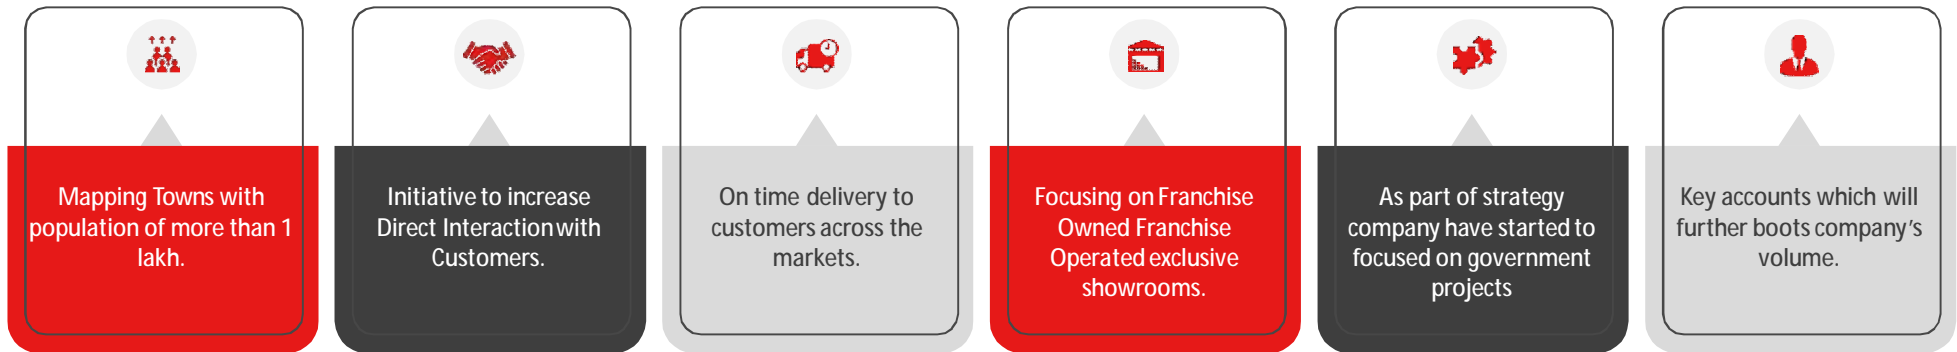 Mapping Towns with
population of more than 1
lakh.
Initiative to increase
Direct Interaction with
Customers.
On time delivery to
customers across the
markets.
Focusing on Franchise
Owned Franchise
Operated exclusive
showrooms.
As part of strategy
company have started to
focused on government
projects
Key accounts which will
further boots company's
volume.